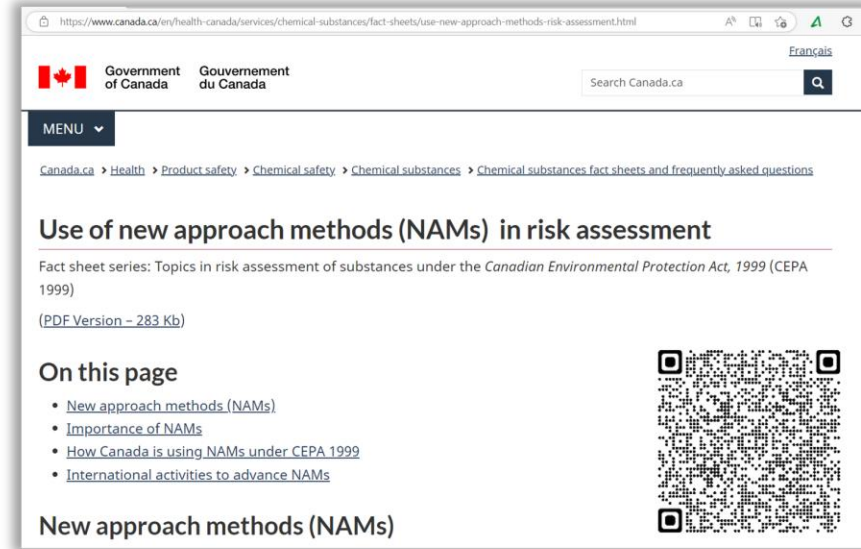 https://www.canada.ca/en/health-canada/services/chemical-substances/fact-sheets/use-new-approach-methods-risk-assessment.html
Français
Government of Canada
Gouvernement du Canada
Search Canada.ca
MENU
Canada.ca > Health > Product safety > Chemical safety > Chemical substances > Chemical substances fact sheets and frequently asked questions
Use of new approach methods (NAMs) in risk assessment
Fact sheet series: Topics in risk assessment of substances under the Canadian Environmental Protection Act, 1999 (CEPA
1999)
(PDF Version – 283 Kb)
On this page
• New approach methods (NAMs)
• Importance of NAMs
• How Canada is using NAMs under CEPA 1999
• International activities to advance NAMs
New approach methods (NAMs)